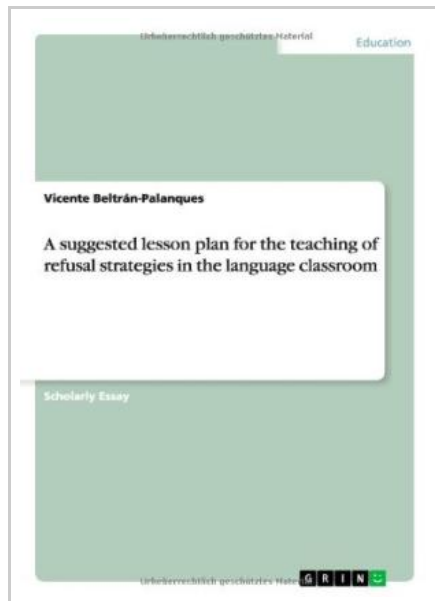 Urheberrechtlich geschütztes Material
Education
Vicente Beltrán-Palanques
A suggested lesson plan for the teaching of
refusal strategies in the language classroom
Scholarly Essay
Urheberrechtlich geschütztes
GRIN